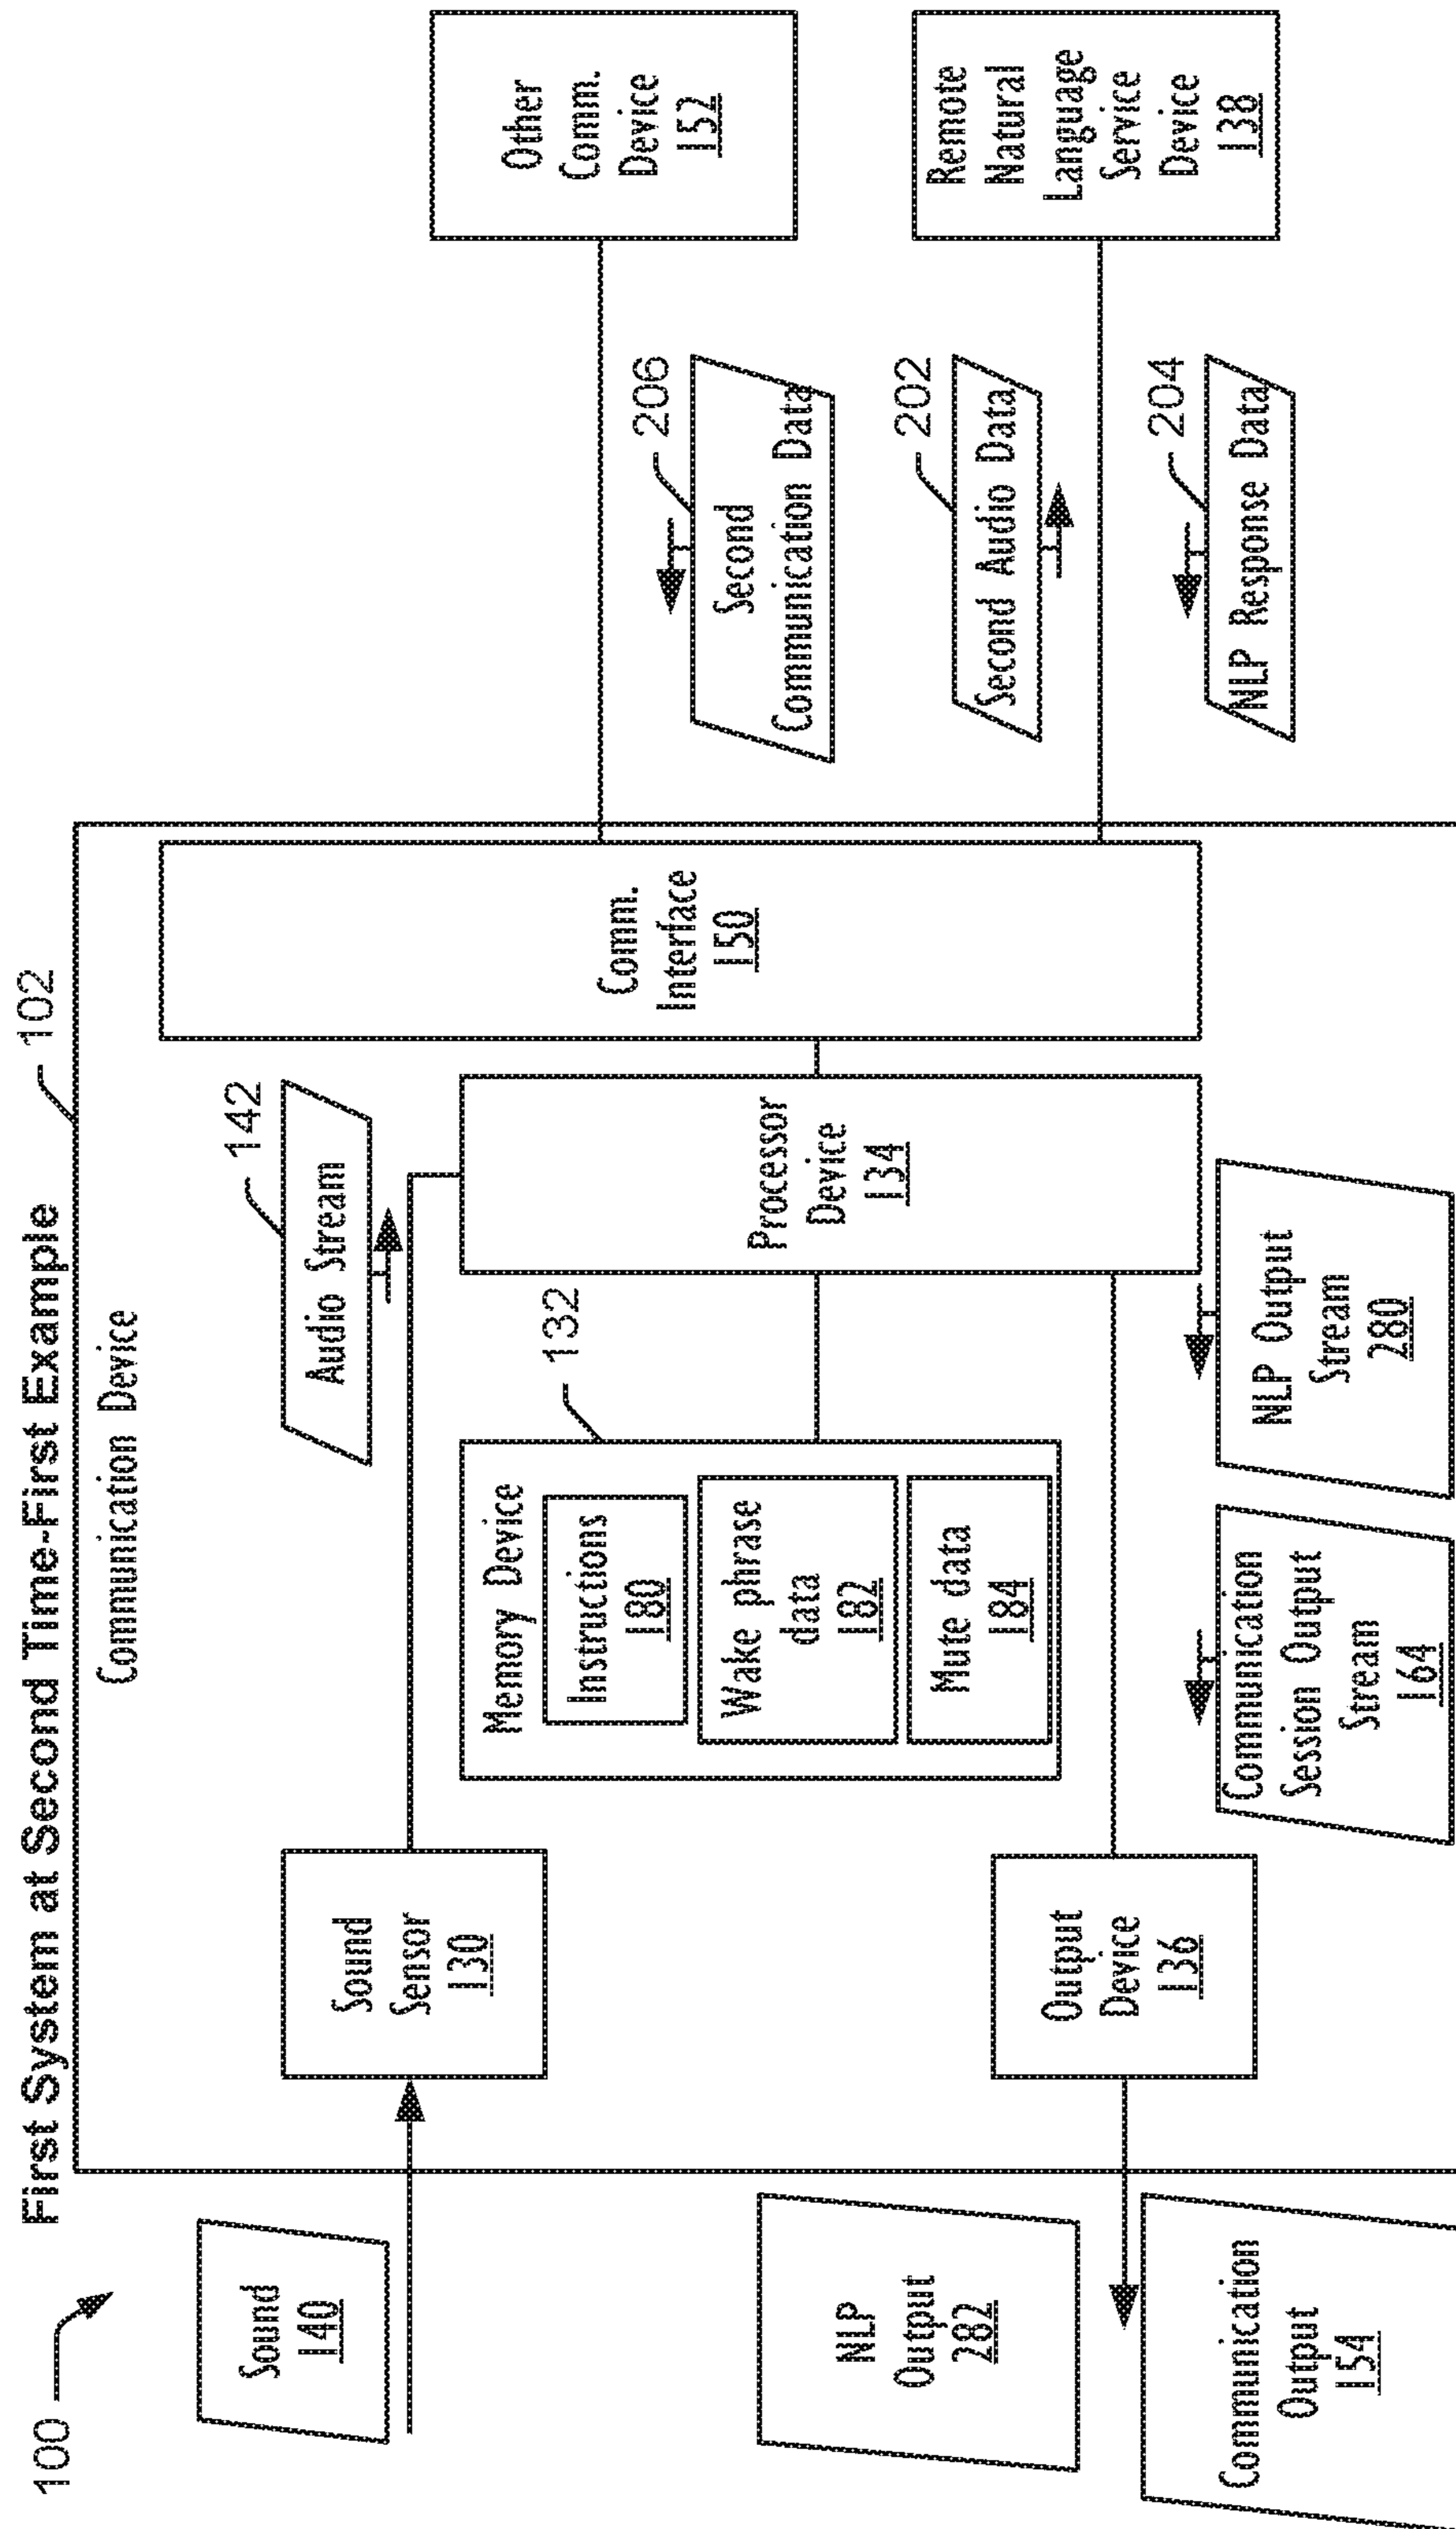 First System at Second Time-First Example
100
102
Communication Device
Sound
140
Sound
Sensor
130
Audio Stream
142
Memory Device
132
Instructions
180
Wake phrase
data
182
Mute data
184
Processor
Device
134
Comm.
Interface
150
Other
Comm.
Device
152
206
Second
Communication Data
202
Second Audio Data
Remote
Natural
Language
Service
Device
138
204
NLP Response Data
NLP
Output
282
Output
Device
136
Communication
Output
154
Communication
Session Output
Stream
164
NLP Output
Stream
280